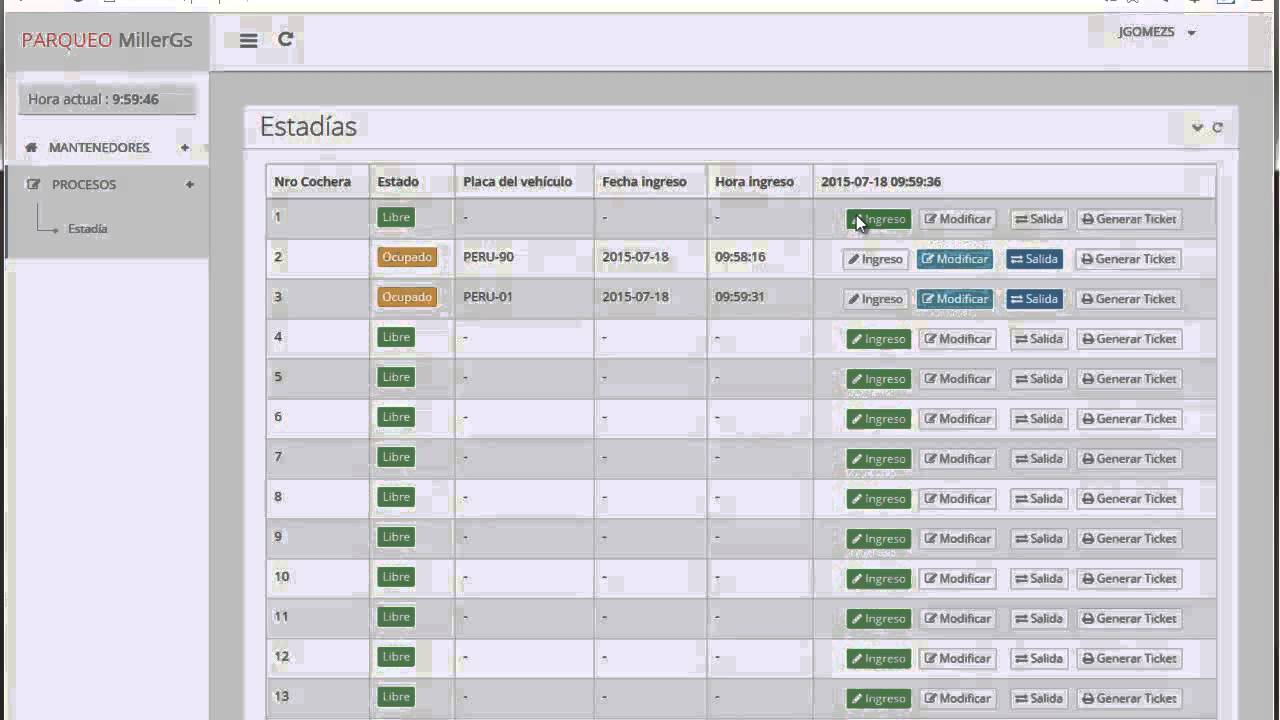 PARQUEO MillerGs
JGOMEZS
Hora actual : 9:59:46
MANTENEDORES +
PROCESOS +
Estadía
Estadías
Nro Cochera Estado Placa del vehículo Fecha ingreso Hora ingreso 2015-07-18 09:59:36
1 Libre - - - Ingreso Modificar Salida Generar Ticket
2 Ocupado PERU-90 2015-07-18 09:58:16 Ingreso Modificar Salida Generar Ticket
3 Ocupado PERU-01 2015-07-18 09:59:31 Ingreso Modificar Salida Generar Ticket
4 Libre - - - Ingreso Modificar Salida Generar Ticket
5 Libre - - - Ingreso Modificar Salida Generar Ticket
6 Libre - - - Ingreso Modificar Salida Generar Ticket
7 Libre - - - Ingreso Modificar Salida Generar Ticket
8 Libre - - - Ingreso Modificar Salida Generar Ticket
9 Libre - - - Ingreso Modificar Salida Generar Ticket
10 Libre - - - Ingreso Modificar Salida Generar Ticket
11 Libre - - - Ingreso Modificar Salida Generar Ticket
12 Libre - - - Ingreso Modificar Salida Generar Ticket
13 Libre - - - Ingreso Modificar Salida Generar Ticket